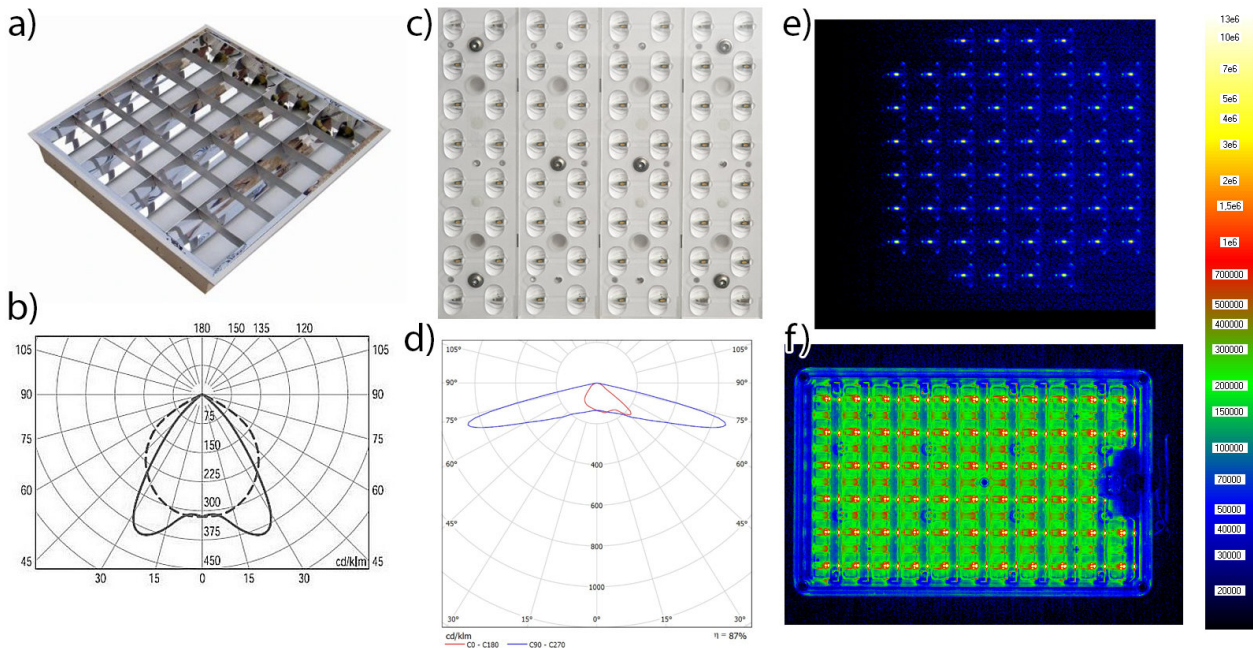 a)
b)
180 150 135 120
105 105
90 90
75 75
60 60
45 45
75
150
225
300
375
450
cd/klm
30 15 0 15 30
c)
d)
105° 105°
90° 90°
75° 75°
60° 60°
45° 45°
400
600
800
1000
30° 15° 0° 15° 30°
cd/klm η = 87%
C0 - C180 C90 - C270
e)
f)
13e6
10e6
7e6
5e6
4e6
3e6
2e6
1,5e6
1e6
700000
500000
400000
300000
200000
150000
100000
70000
50000
40000
30000
20000